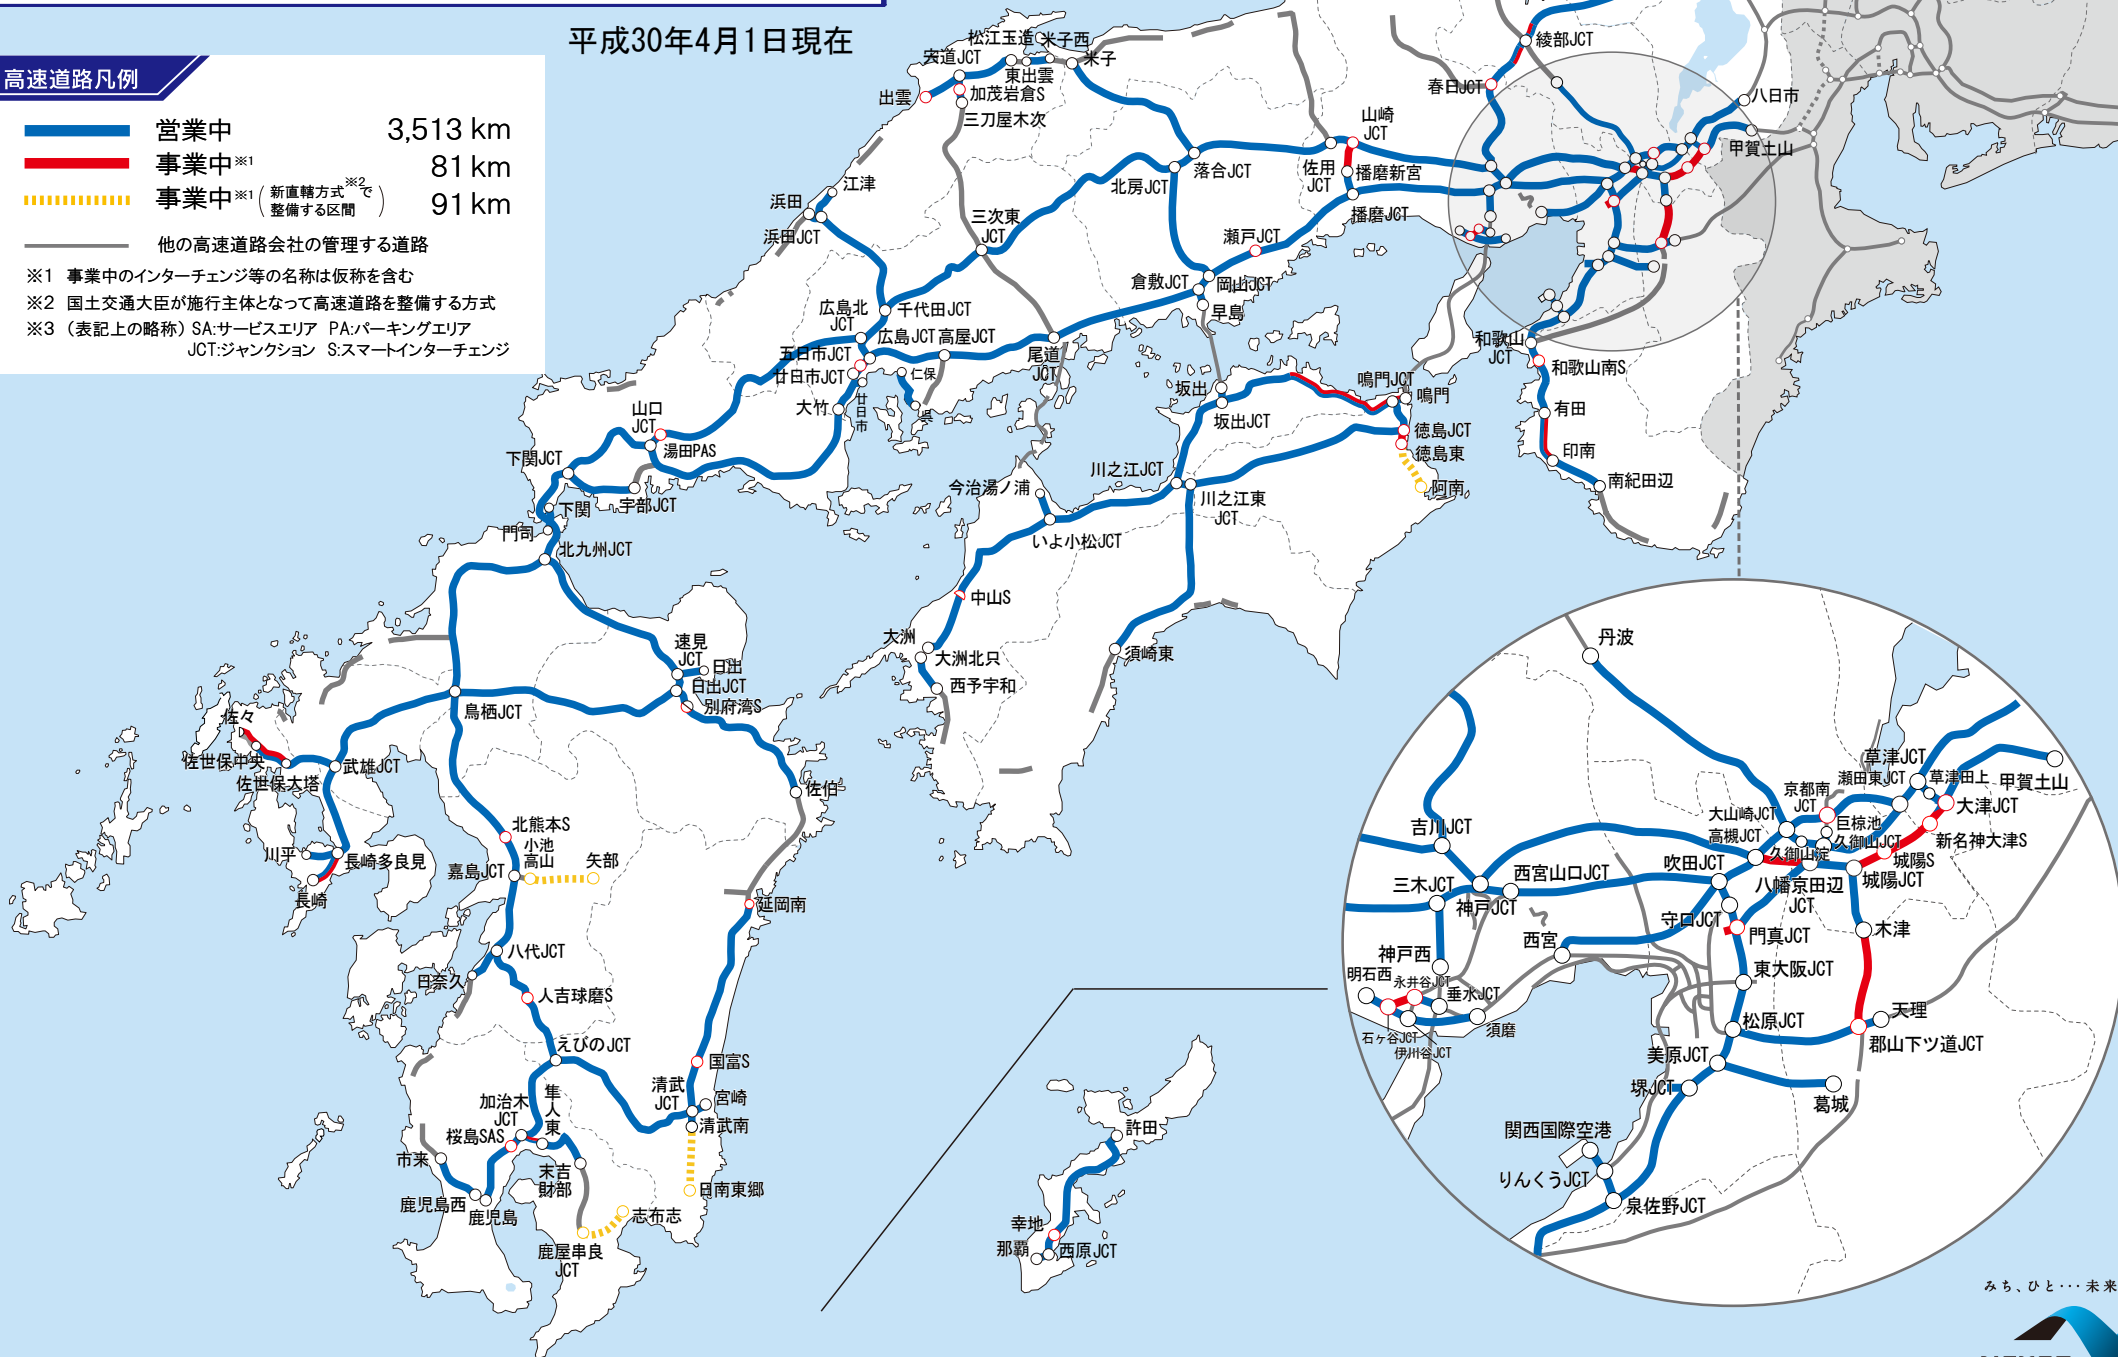 平成30年4月1日現在
高速道路凡例
営業中 3,513 km
事業中※1 81 km
事業中※1(新直轄方式※2で整備する区間) 91 km
他の高速道路会社の管理する道路
※1 事業中のインターチェンジ等の名称は仮称を含む
※2 国土交通大臣が施行主体となって高速道路を整備する方式
※3 (表記上の略称) SA:サービスエリア PA:パーキングエリア
JCT:ジャンクション S:スマートインターチェンジ
松江玉造
米子西
宍道JCT
東出雲
米子
出雲
加茂岩倉S
三刀屋木次
江津
浜田
浜田JCT
三次東JCT
北房JCT
落合JCT
佐用JCT
山崎JCT
播磨新宮
播磨JCT
瀬戸JCT
倉敷JCT
岡山JCT
早島
綾部JCT
春日JCT
八日市
甲賀土山
広島北JCT
千代田JCT
広島JCT
高屋JCT
五日市JCT
廿日市JCT
仁保
廿日市
呉
大竹
尾道JCT
山口JCT
湯田PAS
下関JCT
宇部JCT
下関
門司
北九州JCT
坂出
坂出JCT
鳴門JCT
鳴門
徳島JCT
徳島東
阿南
川之江JCT
川之江東JCT
今治湯ノ浦
いよ小松JCT
中山S
大洲
大洲北只
西予宇和
須崎東
和歌山JCT
和歌山南S
有田
印南
南紀田辺
速見JCT
日出
日出JCT
別府湾S
鳥栖JCT
佐々
佐世保中央
佐世保大塔
武雄JCT
川平
長崎多良見
長崎
佐伯
北熊本S
小池高山
矢部
嘉島JCT
延岡南
八代JCT
日奈久
人吉球磨S
えびのJCT
国富S
清武JCT
宮崎
清武南
日南東郷
加治木JCT
隼人東
桜島SAS
市来
末吉財部
鹿児島西
鹿児島
志布志
鹿屋串良JCT
許田
幸地
那覇
西原JCT
丹波
草津JCT
瀬田東JCT
草津田上
甲賀土山
京都南JCT
大津JCT
大山崎JCT
巨椋池
新名神大津S
高槻JCT
久御山JCT
久御山淀
城陽S
吉川JCT
吹田JCT
城陽JCT
西宮山口JCT
八幡京田辺JCT
三木JCT
神戸JCT
守口JCT
門真JCT
木津
西宮
神戸西
東大阪JCT
明石西
永井谷JCT
垂水JCT
松原JCT
天理
須磨
石ヶ谷JCT
伊川谷JCT
美原JCT
郡山下ツ道JCT
堺JCT
葛城
関西国際空港
りんくうJCT
泉佐野JCT
みち、ひと…未来